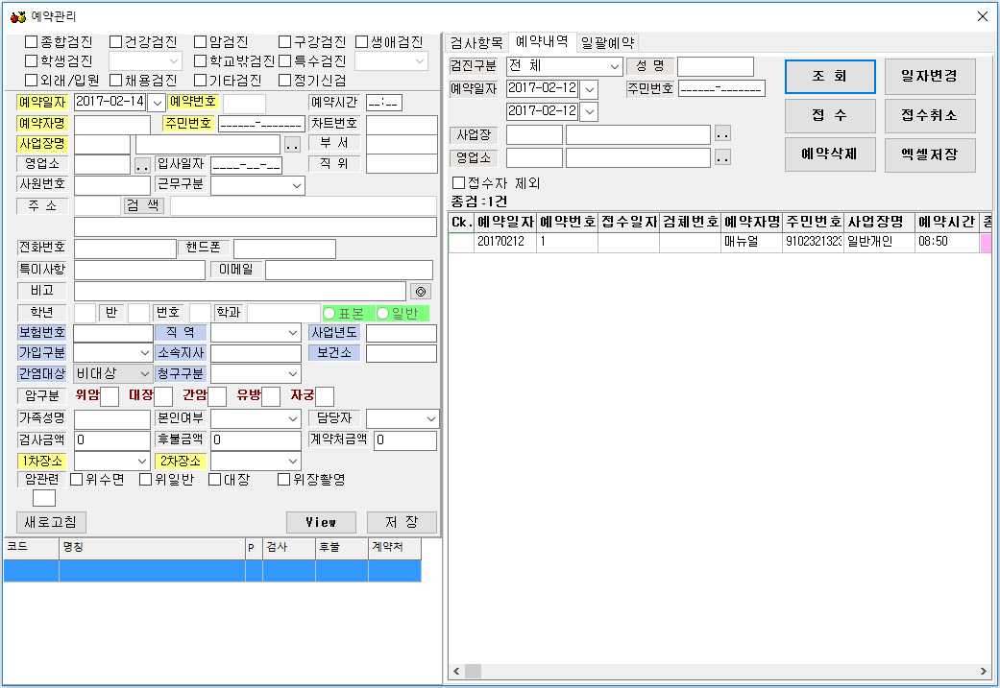 예약관리
종합검진 건강검진 암검진 구강검진 생애검진
학생검진 학교밖검진 특수검진
외래/입원 채용검진 기타검진 정기신검
예약일자 2017-02-14 예약번호 예약시간 __:__
예약자명 주민번호 ______-_______ 차트번호
사업장명 .. 부 서
영업소 .. 입사일자 ____-__-__ 직 위
사원번호 근무구분
주 소 검 색
전화번호 핸드폰
특이사항 이메일
비고 ◎
학년 반 번호 학과 표본 일반
보험번호 직 역 사업년도
가입구분 소속지사 보건소
간염대상 비대상 청구구분
암구분 위암 대장 간암 유방 자궁
가족성명 본인여부 담당자
검사금액 0 후불금액 0 계약처금액 0
1차장소 2차장소
암관련 위수면 위일반 대장 위장촬영
새로고침 View 저 장
코드 명칭 P 검사 후불 계약처
검사항목 예약내역 일괄예약
검진구분 전 체 성 명
예약일자 2017-02-12 주민번호 ______-_______
2017-02-12
사업장 ..
영업소 ..
조 회 일자변경
접 수 접수취소
예약삭제 엑셀저장
접수자 제외
종검 :1건
Ck. 예약일자 예약번호 접수일자 검체번호 예약자명 주민번호 사업장명 예약시간 종
20170212 1 매뉴얼 9102321323 일반개인 08:50